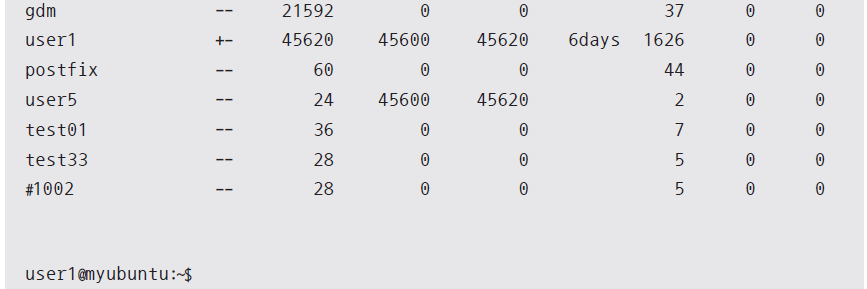 gdm -- 21592 0 0 37 0 0
user1 +- 45620 45600 45620 6days 1626 0 0
postfix -- 60 0 0 44 0 0
user5 -- 24 45600 45620 2 0 0
test01 -- 36 0 0 7 0 0
test33 -- 28 0 0 5 0 0
#1002 -- 28 0 0 5 0 0
user1@myubuntu:~$